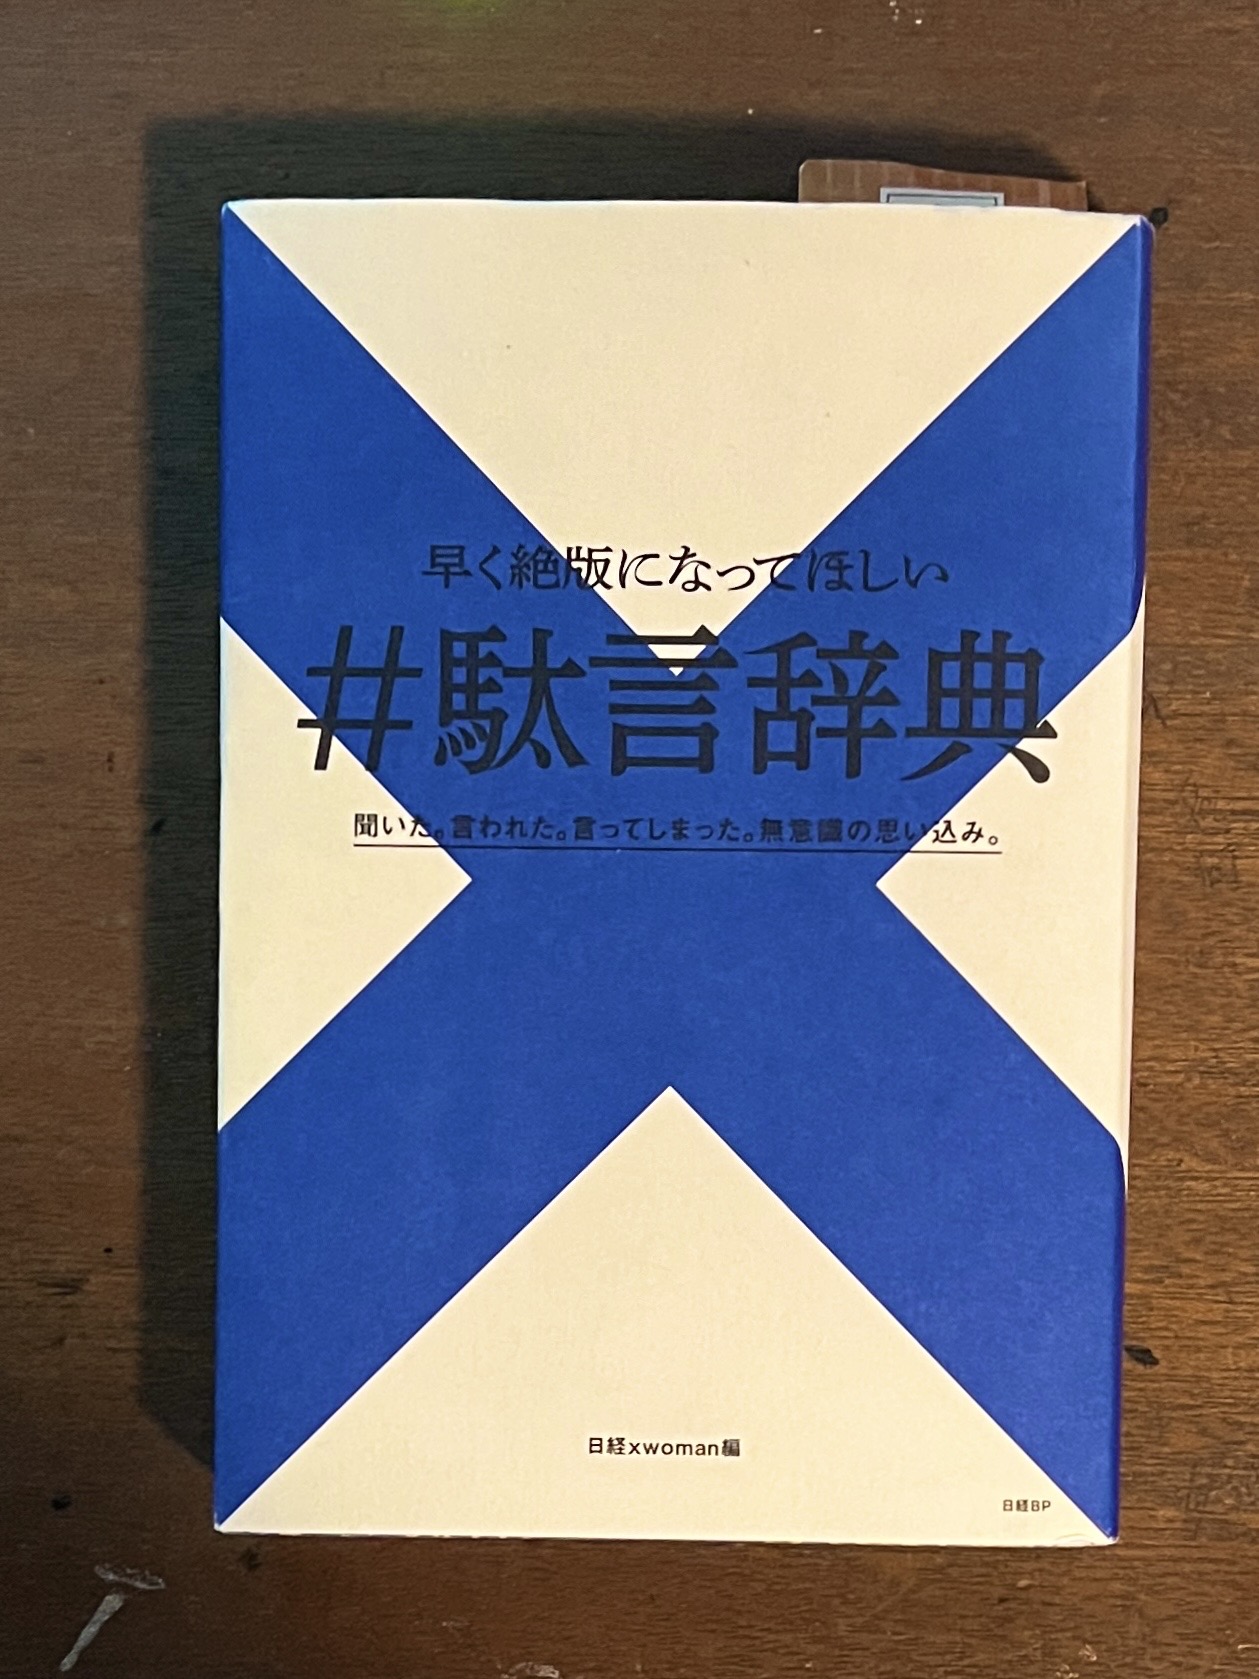 早く絶版になってほしい
#駄言辞典
聞いた。言われた。言ってしまった。無意識の思い込み。
日経xwoman編
日経BP